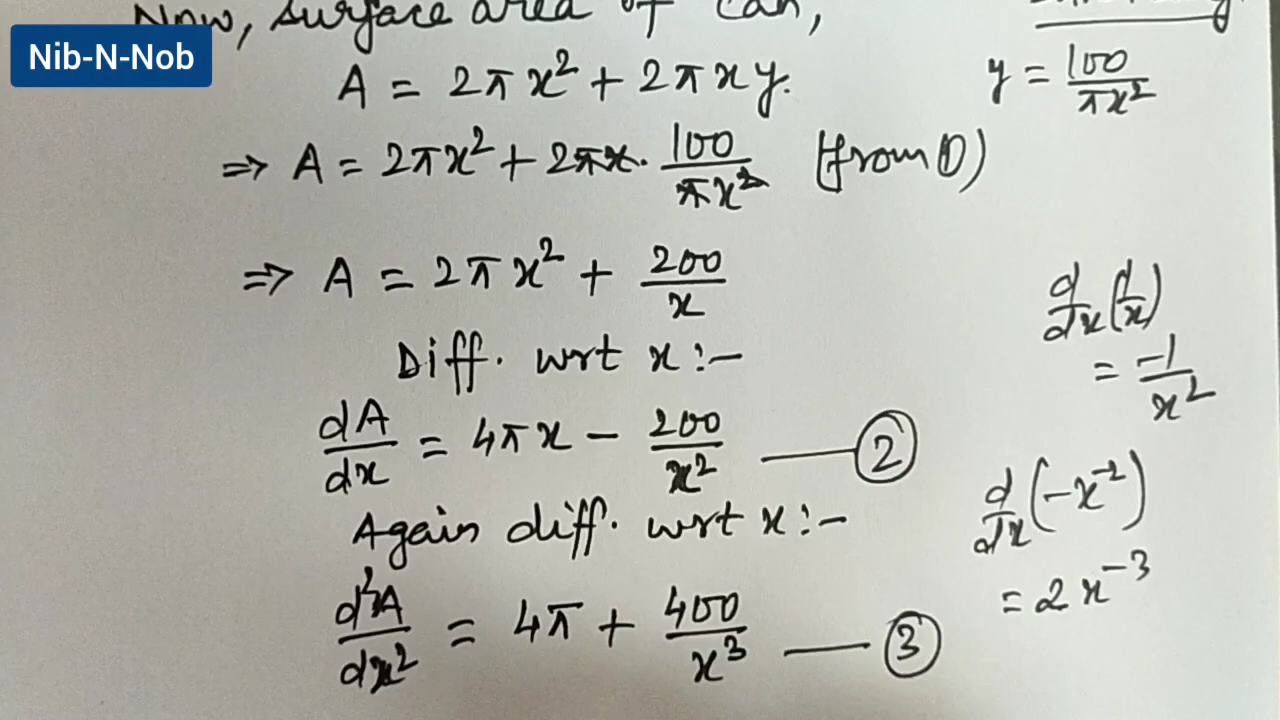 Now, surface area of can,
Nib-N-Nob
A = 2πx² + 2πxy.
y = 100/πx²
⇒ A = 2πx² + 2πx · 100/πx² (from ①)
⇒ A = 2πx² + 200/x
Diff. wrt x :-
d/dx (1/x)
= -1/x²
dA/dx = 4πx - 200/x² —— ②
Again diff. wrt x :-
d/dx (-x⁻²)
= 2x⁻³
d²A/dx² = 4π + 400/x³ —— ③